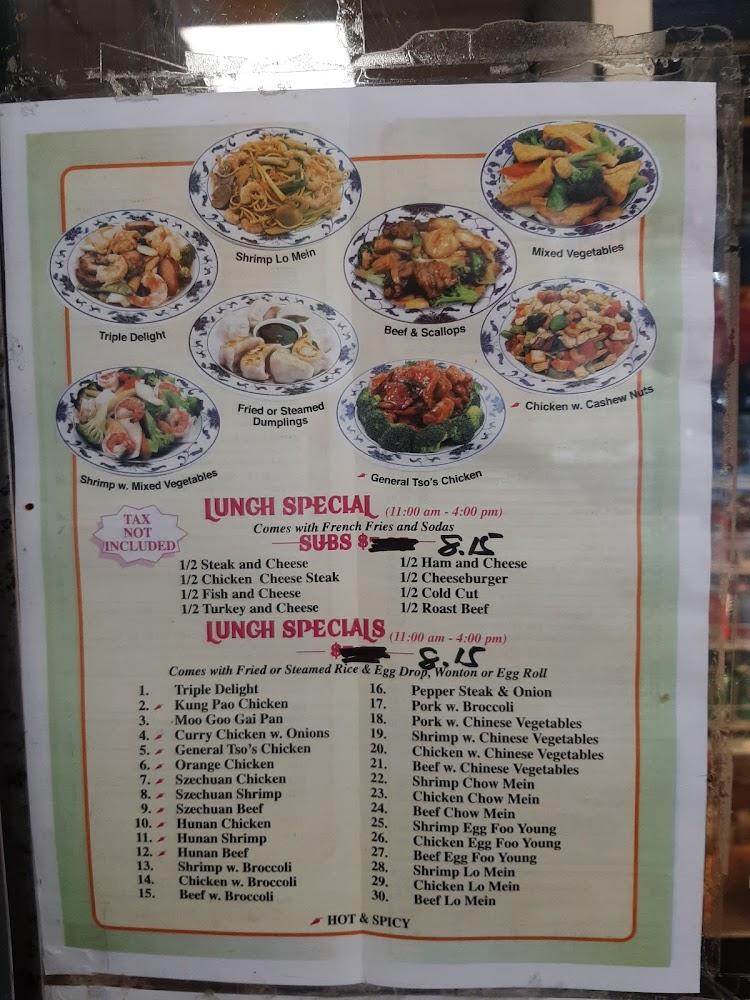 Shrimp Lo Mein
Mixed Vegetables
Triple Delight
Beef & Scallops
Fried or Steamed
Dumplings
Chicken w. Cashew Nuts
Shrimp w. Mixed Vegetables
General Tso's Chicken
LUNCH SPECIAL (11:00 am - 4:00 pm)
TAX
NOT
INCLUDED
Comes with French Fries and Sodas
SUBS $ 8.15
1/2 Steak and Cheese
1/2 Chicken Cheese Steak
1/2 Fish and Cheese
1/2 Turkey and Cheese
1/2 Ham and Cheese
1/2 Cheeseburger
1/2 Cold Cut
1/2 Roast Beef
LUNCH SPECIALS (11:00 am - 4:00 pm)
$ 8.15
Comes with Fried or Steamed Rice & Egg Drop, Wonton or Egg Roll
1. Triple Delight
2. Kung Pao Chicken
3. Moo Goo Gai Pan
4. Curry Chicken w. Onions
5. General Tso's Chicken
6. Orange Chicken
7. Szechuan Chicken
8. Szechuan Shrimp
9. Szechuan Beef
10. Hunan Chicken
11. Hunan Shrimp
12. Hunan Beef
13. Shrimp w. Broccoli
14. Chicken w. Broccoli
15. Beef w. Broccoli
16. Pepper Steak & Onion
17. Pork w. Broccoli
18. Pork w. Chinese Vegetables
19. Shrimp w. Chinese Vegetables
20. Chicken w. Chinese Vegetables
21. Beef w. Chinese Vegetables
22. Shrimp Chow Mein
23. Chicken Chow Mein
24. Beef Chow Mein
25. Shrimp Egg Foo Young
26. Chicken Egg Foo Young
27. Beef Egg Foo Young
28. Shrimp Lo Mein
29. Chicken Lo Mein
30. Beef Lo Mein
HOT & SPICY